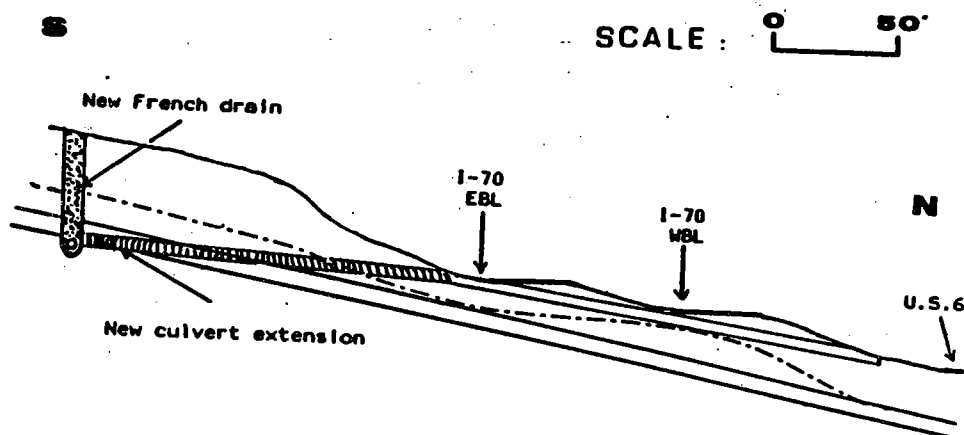 S
SCALE : 0 50'
New French drain
I-70
EBL
I-70
WBL
N
U.S.6
New culvert extension